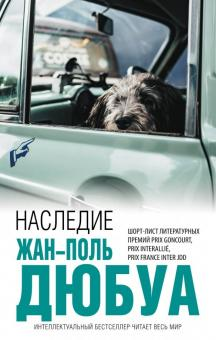 НАСЛЕДИЕ
ЖАН-ПОЛЬ
ДЮБУА
ШОРТ-ЛИСТ ЛИТЕРАТУРНЫХ
ПРЕМИЙ PRIX GONCOURT,
PRIX INTERALLIÉ,
PRIX FRANCE INTER JDD
ИНТЕЛЛЕКТУАЛЬНЫЙ БЕСТСЕЛЛЕР ЧИТАЕТ ВЕСЬ МИР